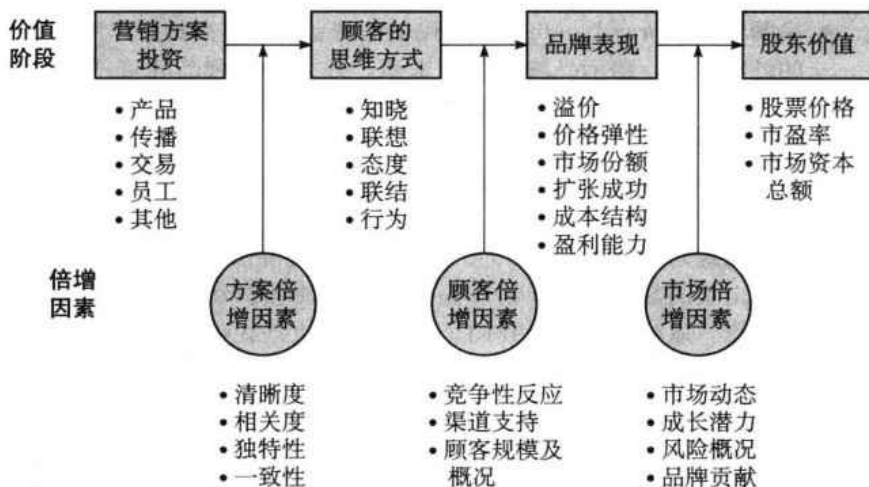 价值
阶段
营销方案
投资
顾客的
思维方式
品牌表现
股东价值
• 产品
• 传播
• 交易
• 员工
• 其他
• 知晓
• 联想
• 态度
• 联结
• 行为
• 溢价
• 价格弹性
• 市场份额
• 扩张成功
• 成本结构
• 盈利能力
• 股票价格
• 市盈率
• 市场资本
总额
倍增
因素
方案倍
增因素
顾客倍
增因素
市场倍
增因素
• 清晰度
• 相关度
• 独特性
• 一致性
• 竞争性反应
• 渠道支持
• 顾客规模及
概况
• 市场动态
• 成长潜力
• 风险概况
• 品牌贡献